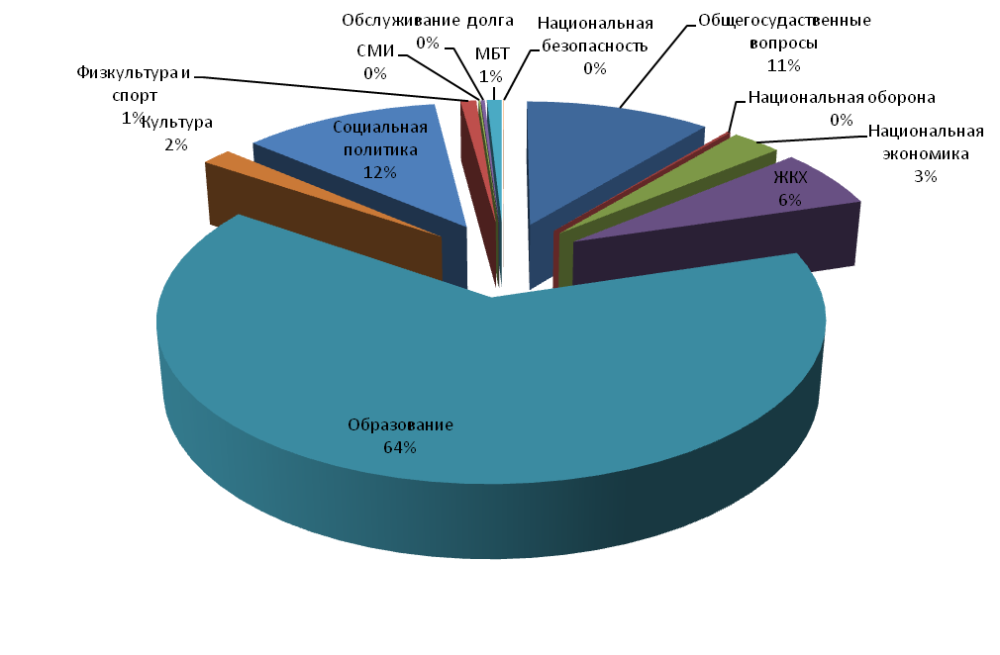 Обслуживание долга
0%
Национальная
безопасность
0%
Общегосудаственные
вопросы
11%
СМИ
0%
МБТ
1%
Физкультура и
спорт
1%
Культура
2%
Социальная
политика
12%
Национальная оборона
0%
Национальная
экономика
3%
ЖКХ
6%
Образование
64%